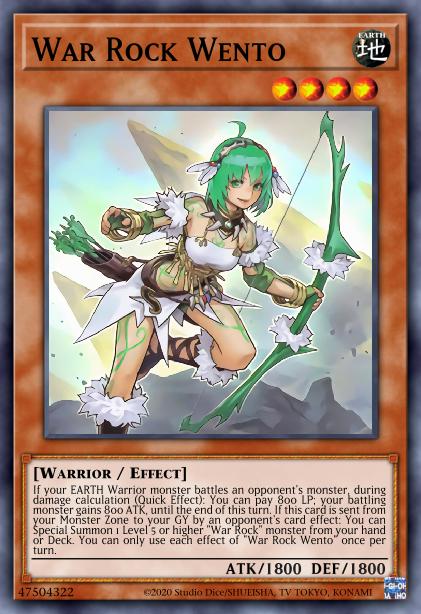 War Rock Wento
EARTH
地
[Warrior / Effect]
If your EARTH Warrior monster battles an opponent's monster, during
damage calculation (Quick Effect): You can pay 800 LP; your battling
monster gains 800 ATK, until the end of this turn. If this card is sent from
your Monster Zone to your GY by an opponent's card effect: You can
Special Summon 1 Level 5 or higher "War Rock" monster from your hand
or Deck. You can only use each effect of "War Rock Wento" once per
turn.
ATK/1800 DEF/1800
47504322
©2020 Studio Dice/SHUEISHA, TV TOKYO, KONAMI